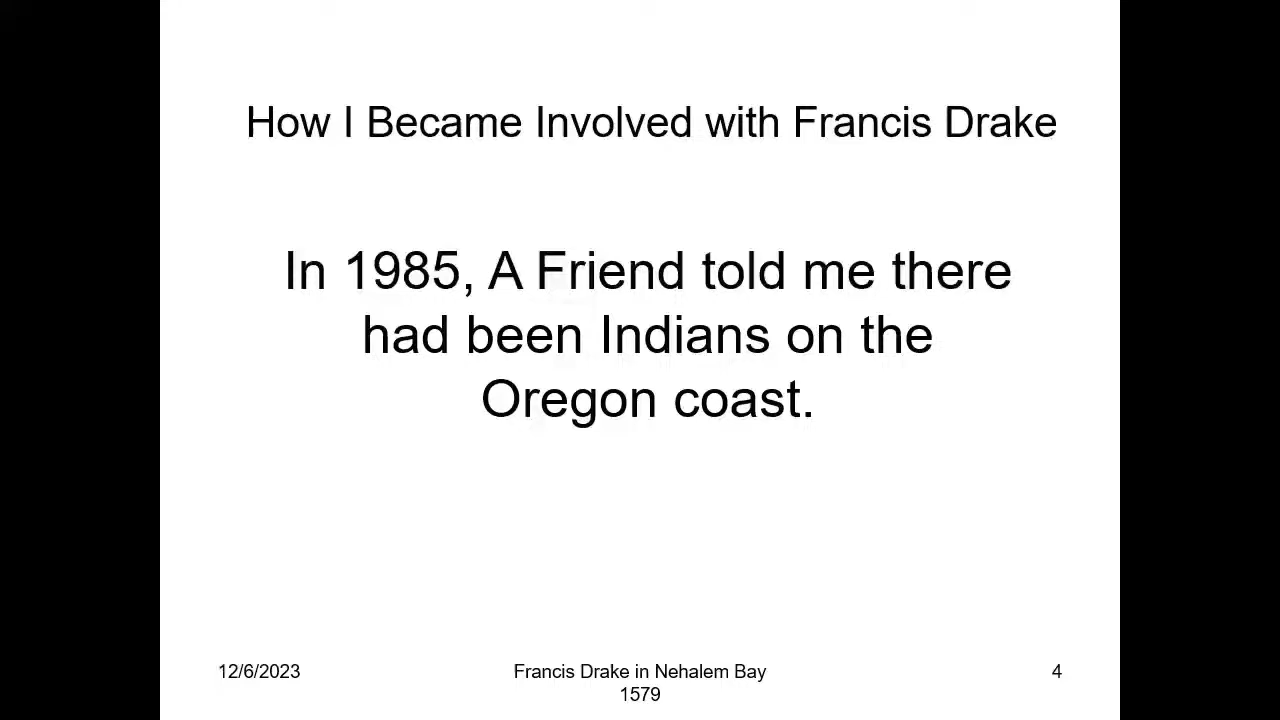 How I Became Involved with Francis Drake
In 1985, A Friend told me there
had been Indians on the
Oregon coast.
12/6/2023
Francis Drake in Nehalem Bay
1579
4